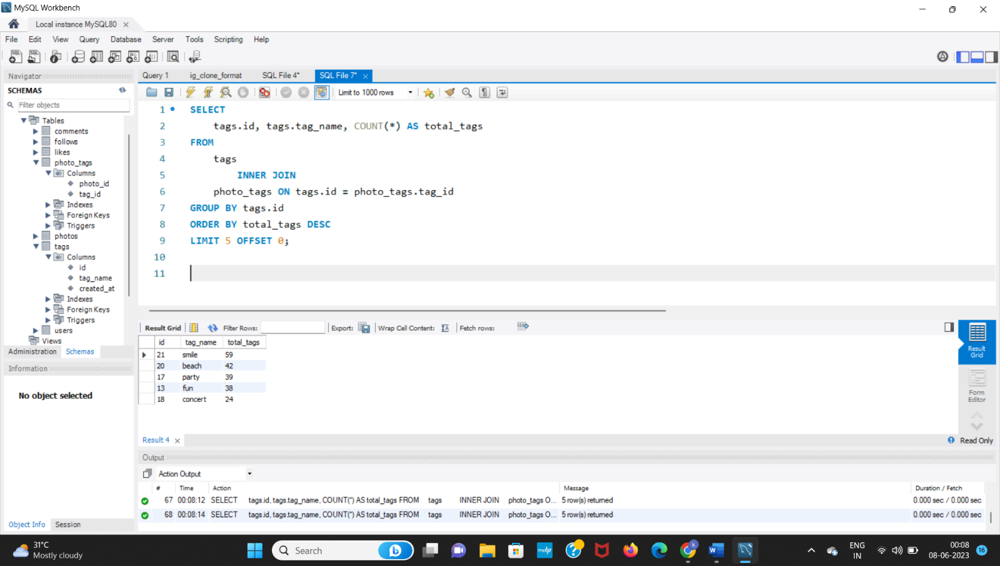 MySQL Workbench
Local instance MySQL80
File Edit View Query Database Server Tools Scripting Help
Navigator
SCHEMAS
Filter objects
Tables
comments
follows
likes
photo_tags
Columns
photo_id
tag_id
Indexes
Foreign Keys
Triggers
photos
tags
Columns
id
tag_name
created_at
Indexes
Foreign Keys
Triggers
users
Views
Administration Schemas
Information
No object selected
Object Info Session
Query 1 ig_clone_format SQL File 4* SQL File 7*
Limit to 1000 rows
1 SELECT
2 tags.id, tags.tag_name, COUNT(*) AS total_tags
3 FROM
4 tags
5 INNER JOIN
6 photo_tags ON tags.id = photo_tags.tag_id
7 GROUP BY tags.id
8 ORDER BY total_tags DESC
9 LIMIT 5 OFFSET 0;
10
11
Result Grid Filter Rows: Export: Wrap Cell Content: Fetch rows:
id tag_name total_tags
21 smile 59
20 beach 42
17 party 39
13 fun 38
18 concert 24
Result Grid
Form Editor
Result 4 Read Only
Output
Action Output
# Time Action Message Duration / Fetch
67 00:08:12 SELECT tags.id, tags.tag_name, COUNT(*) AS total_tags FROM tags INNER JOIN photo_tags O... 5 row(s) returned 0.000 sec / 0.000 sec
68 00:08:14 SELECT tags.id, tags.tag_name, COUNT(*) AS total_tags FROM tags INNER JOIN photo_tags O... 5 row(s) returned 0.000 sec / 0.000 sec
31°C
Mostly cloudy
Search
ENG
IN
00:08
08-06-2023
16